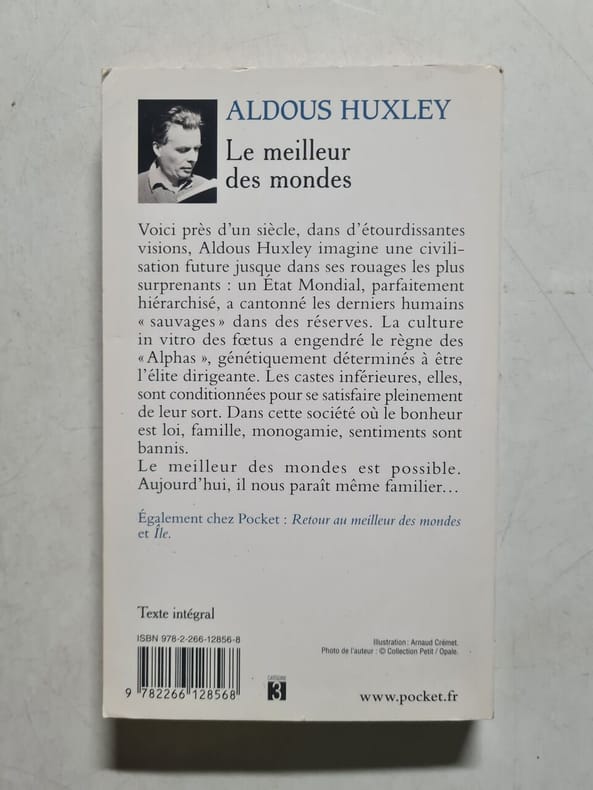 ALDOUS HUXLEY
Le meilleur
des mondes
Voici près d'un siècle, dans d'étourdissantes
visions, Aldous Huxley imagine une civili-
sation future jusque dans ses rouages les plus
surprenants : un État Mondial, parfaitement
hiérarchisé, a cantonné les derniers humains
« sauvages » dans des réserves. La culture
in vitro des fœtus a engendré le règne des
« Alphas », génétiquement déterminés à être
l'élite dirigeante. Les castes inférieures, elles,
sont conditionnées pour se satisfaire pleinement
de leur sort. Dans cette société où le bonheur
est loi, famille, monogamie, sentiments sont
bannis.
Le meilleur des mondes est possible.
Aujourd'hui, il nous paraît même familier…
Également chez Pocket : Retour au meilleur des mondes
et Île.
Texte intégral
ISBN 978-2-266-12856-8
Illustration : Arnaud Crémet.
Photo de l'auteur : © Collection Petit / Opale.
9 782266 128568
CATÉGORIE
3
www.pocket.fr